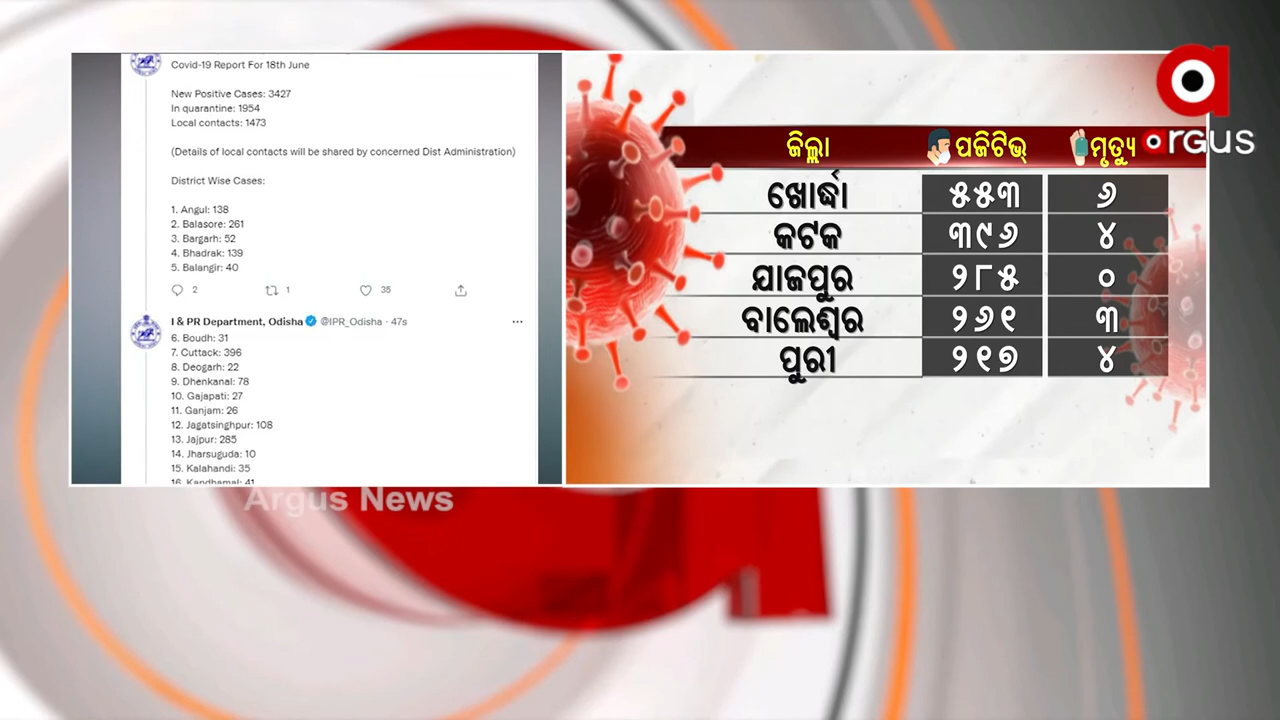 Covid-19 Report For 18th June
New Positive Cases: 3427
In quarantine: 1954
Local contacts: 1473
(Details of local contacts will be shared by concerned Dist Administration)
District Wise Cases:
1. Angul: 138
2. Balasore: 261
3. Bargarh: 52
4. Bhadrak: 139
5. Balangir: 40
2 1 35
I & PR Department, Odisha @IPR_Odisha · 47s
6. Boudh: 31
7. Cuttack: 396
8. Deogarh: 22
9. Dhenkanal: 78
10. Gajapati: 27
11. Ganjam: 26
12. Jagatsinghpur: 108
13. Jajpur: 285
14. Jharsuguda: 10
15. Kalahandi: 35
16. Kandhamal: 41
ଜିଲ୍ଲା ପଜିଟିଭ୍ ମୃତ୍ୟୁ
ଖୋର୍ଦ୍ଧା ୫୫୩ ୬
କଟକ ୩୯୬ ୪
ଯାଜପୁର ୨୮୫ ୦
ବାଲେଶ୍ୱର ୨୬୧ ୩
ପୁରୀ ୨୧୭ ୪
argus
Argus News